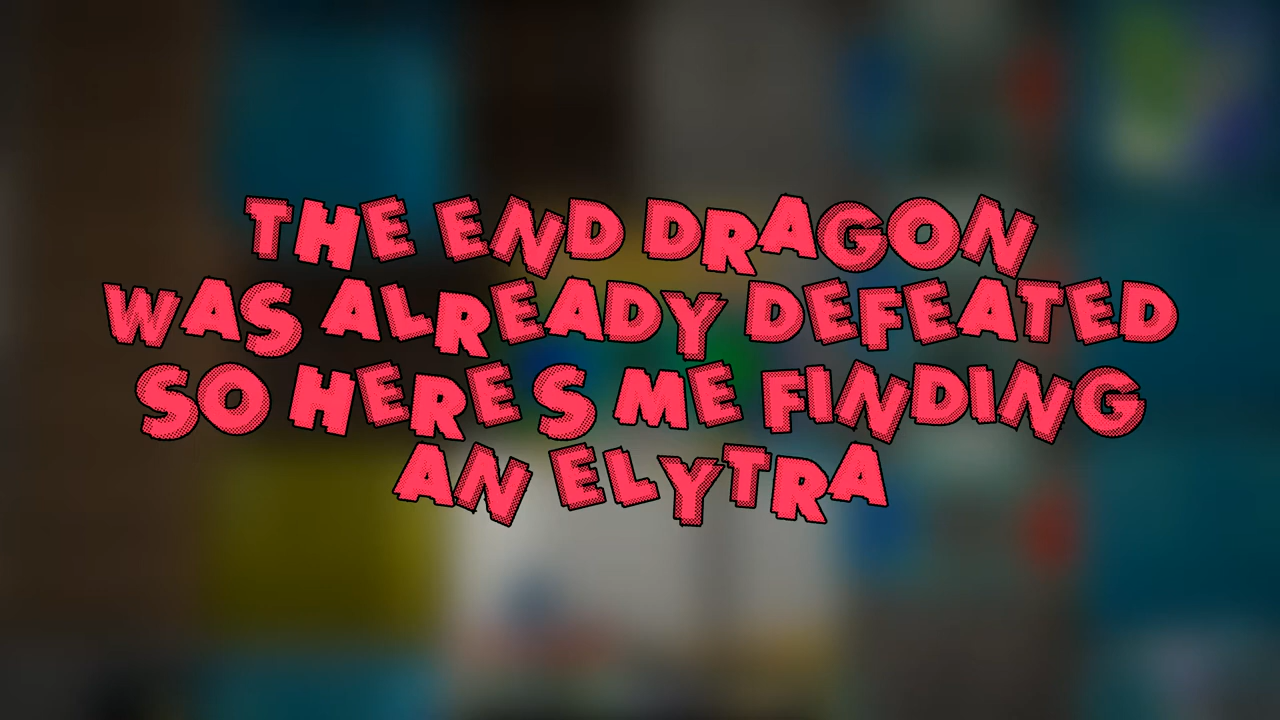 THE END DRAGON
WAS ALREADY DEFEATED
SO HERE S ME FINDING
AN ELYTRA